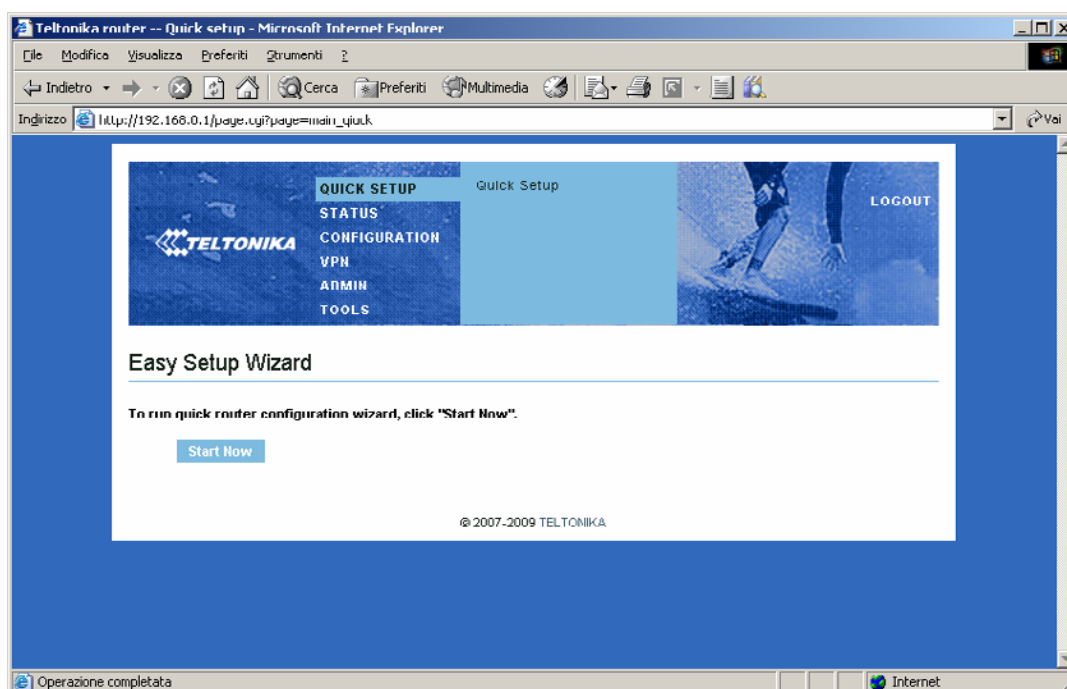 Teltonika router -- Quick setup - Microsoft Internet Explorer
File Modifica Visualizza Preferiti Strumenti ?
Indietro Cerca Preferiti Multimedia
Indirizzo http://192.168.0.1/page.cgi?page=main_qiuck Vai
QUICK SETUP Quick Setup
LOGOUT
STATUS
TELTONIKA CONFIGURATION
VPN
ADMIN
TOOLS
Easy Setup Wizard
To run quick router configuration wizard, click "Start Now".
Start Now
© 2007-2009 TELTONIKA
Operazione completata Internet